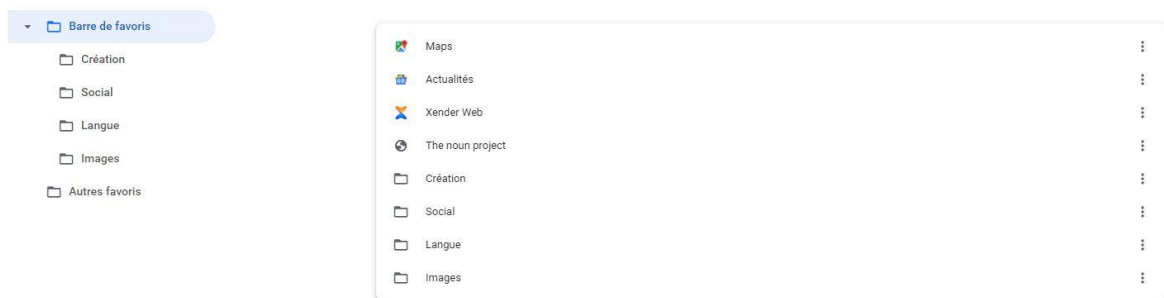 Barre de favoris
Création
Social
Langue
Images
Autres favoris
Maps
Actualités
Xender Web
The noun project
Création
Social
Langue
Images